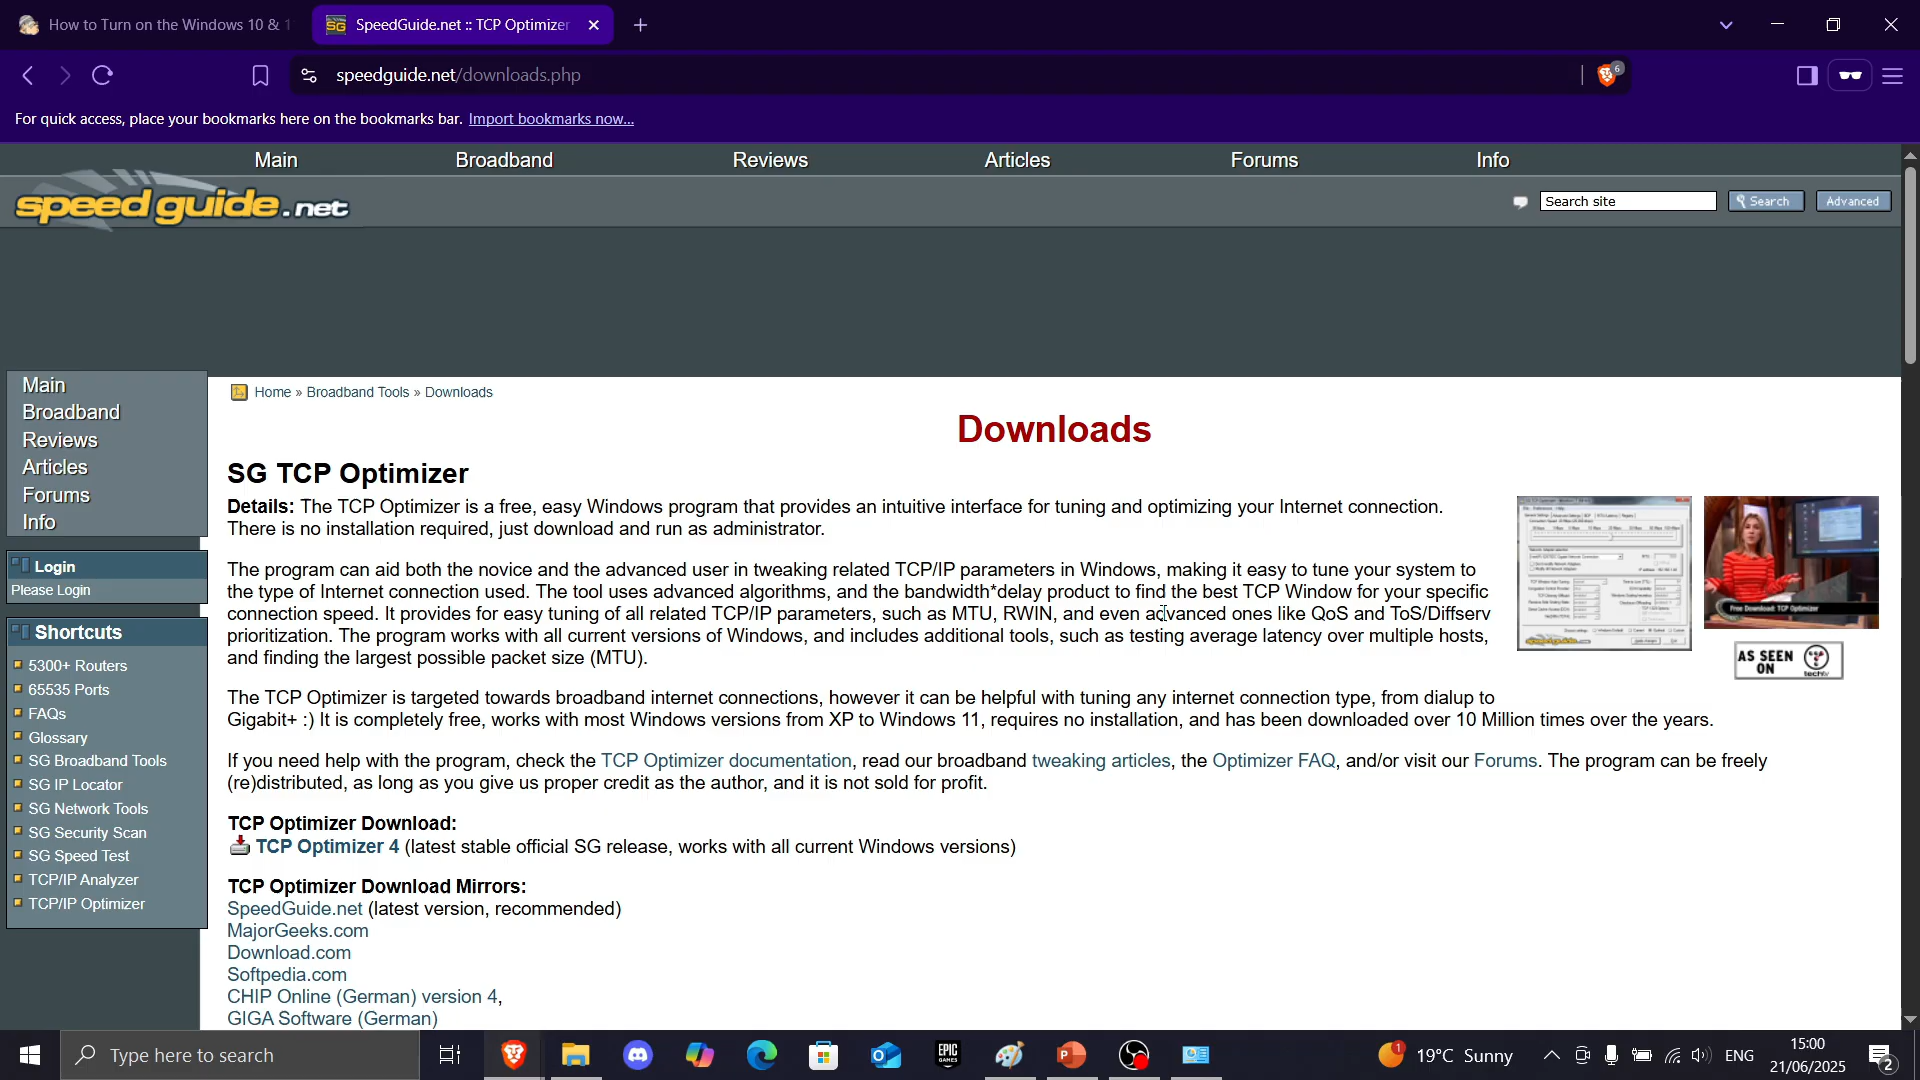 How to Turn on the Windows 10 & 1
SpeedGuide.net :: TCP Optimizer
speedguide.net/downloads.php
6
For quick access, place your bookmarks here on the bookmarks bar. Import bookmarks now...
Main Broadband Reviews Articles Forums Info
speed guide.net
Search site Search Advanced
Main
Broadband
Reviews
Articles
Forums
Info
Login
Please Login
Shortcuts
5300+ Routers
65535 Ports
FAQs
Glossary
SG Broadband Tools
SG IP Locator
SG Network Tools
SG Security Scan
SG Speed Test
TCP/IP Analyzer
TCP/IP Optimizer
Home » Broadband Tools » Downloads
Downloads
SG TCP Optimizer
Details: The TCP Optimizer is a free, easy Windows program that provides an intuitive interface for tuning and optimizing your Internet connection.
There is no installation required, just download and run as administrator.
The program can aid both the novice and the advanced user in tweaking related TCP/IP parameters in Windows, making it easy to tune your system to
the type of Internet connection used. The tool uses advanced algorithms, and the bandwidth*delay product to find the best TCP Window for your specific
connection speed. It provides for easy tuning of all related TCP/IP parameters, such as MTU, RWIN, and even advanced ones like QoS and ToS/Diffserv
prioritization. The program works with all current versions of Windows, and includes additional tools, such as testing average latency over multiple hosts,
and finding the largest possible packet size (MTU).
Free Download: TCP Optimizer
AS SEEN
ON
techtv
The TCP Optimizer is targeted towards broadband internet connections, however it can be helpful with tuning any internet connection type, from dialup to
Gigabit+ :) It is completely free, works with most Windows versions from XP to Windows 11, requires no installation, and has been downloaded over 10 Million times over the years.
If you need help with the program, check the TCP Optimizer documentation, read our broadband tweaking articles, the Optimizer FAQ, and/or visit our Forums. The program can be freely
(re)distributed, as long as you give us proper credit as the author, and it is not sold for profit.
TCP Optimizer Download:
TCP Optimizer 4 (latest stable official SG release, works with all current Windows versions)
TCP Optimizer Download Mirrors:
SpeedGuide.net (latest version, recommended)
MajorGeeks.com
Download.com
Softpedia.com
CHIP Online (German) version 4,
GIGA Software (German)
Type here to search
EPIC GAMES
1
19°C Sunny
ENG
15:00
21/06/2025
2